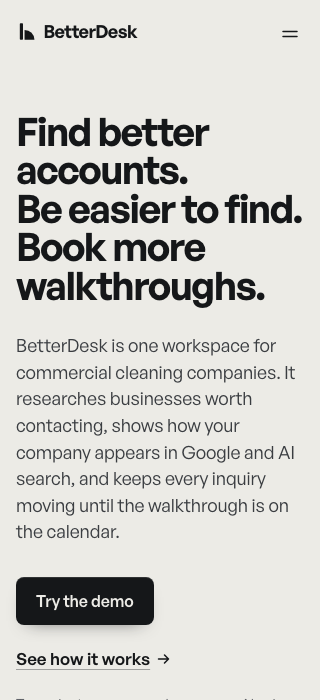 BetterDesk
Find better
accounts.
Be easier to find.
Book more
walkthroughs.
BetterDesk is one workspace for
commercial cleaning companies. It
researches businesses worth
contacting, shows how your
company appears in Google and AI
search, and keeps every inquiry
moving until the walkthrough is on
the calendar.
Try the demo
See how it works →